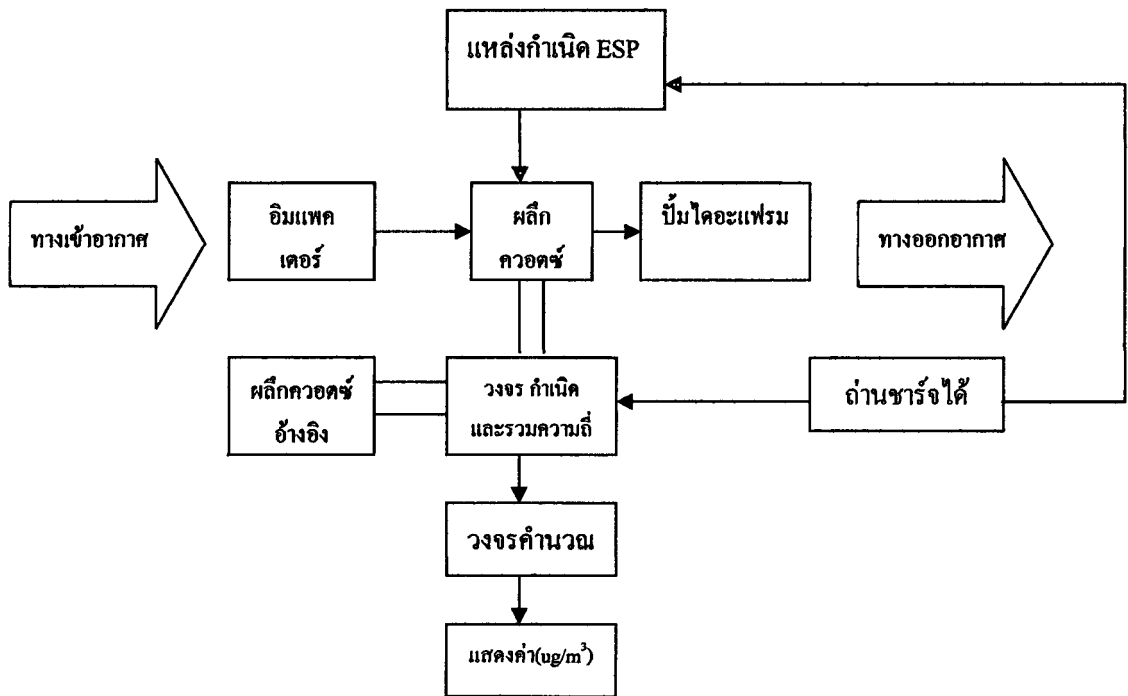 แหล่งกำเนิด ESP
ทางเข้าอากาศ
อิมแพค
เตอร์
ผลึก
ควอตซ์
ปั้มไดอะแฟรม
ทางออกอากาศ
ผลึกควอตซ์
อ้างอิง
วงจร กำเนิด
และรวมความถี่
ถ่านชาร์จได้
วงจรคำนวณ
แสดงค่า(ug/m³)